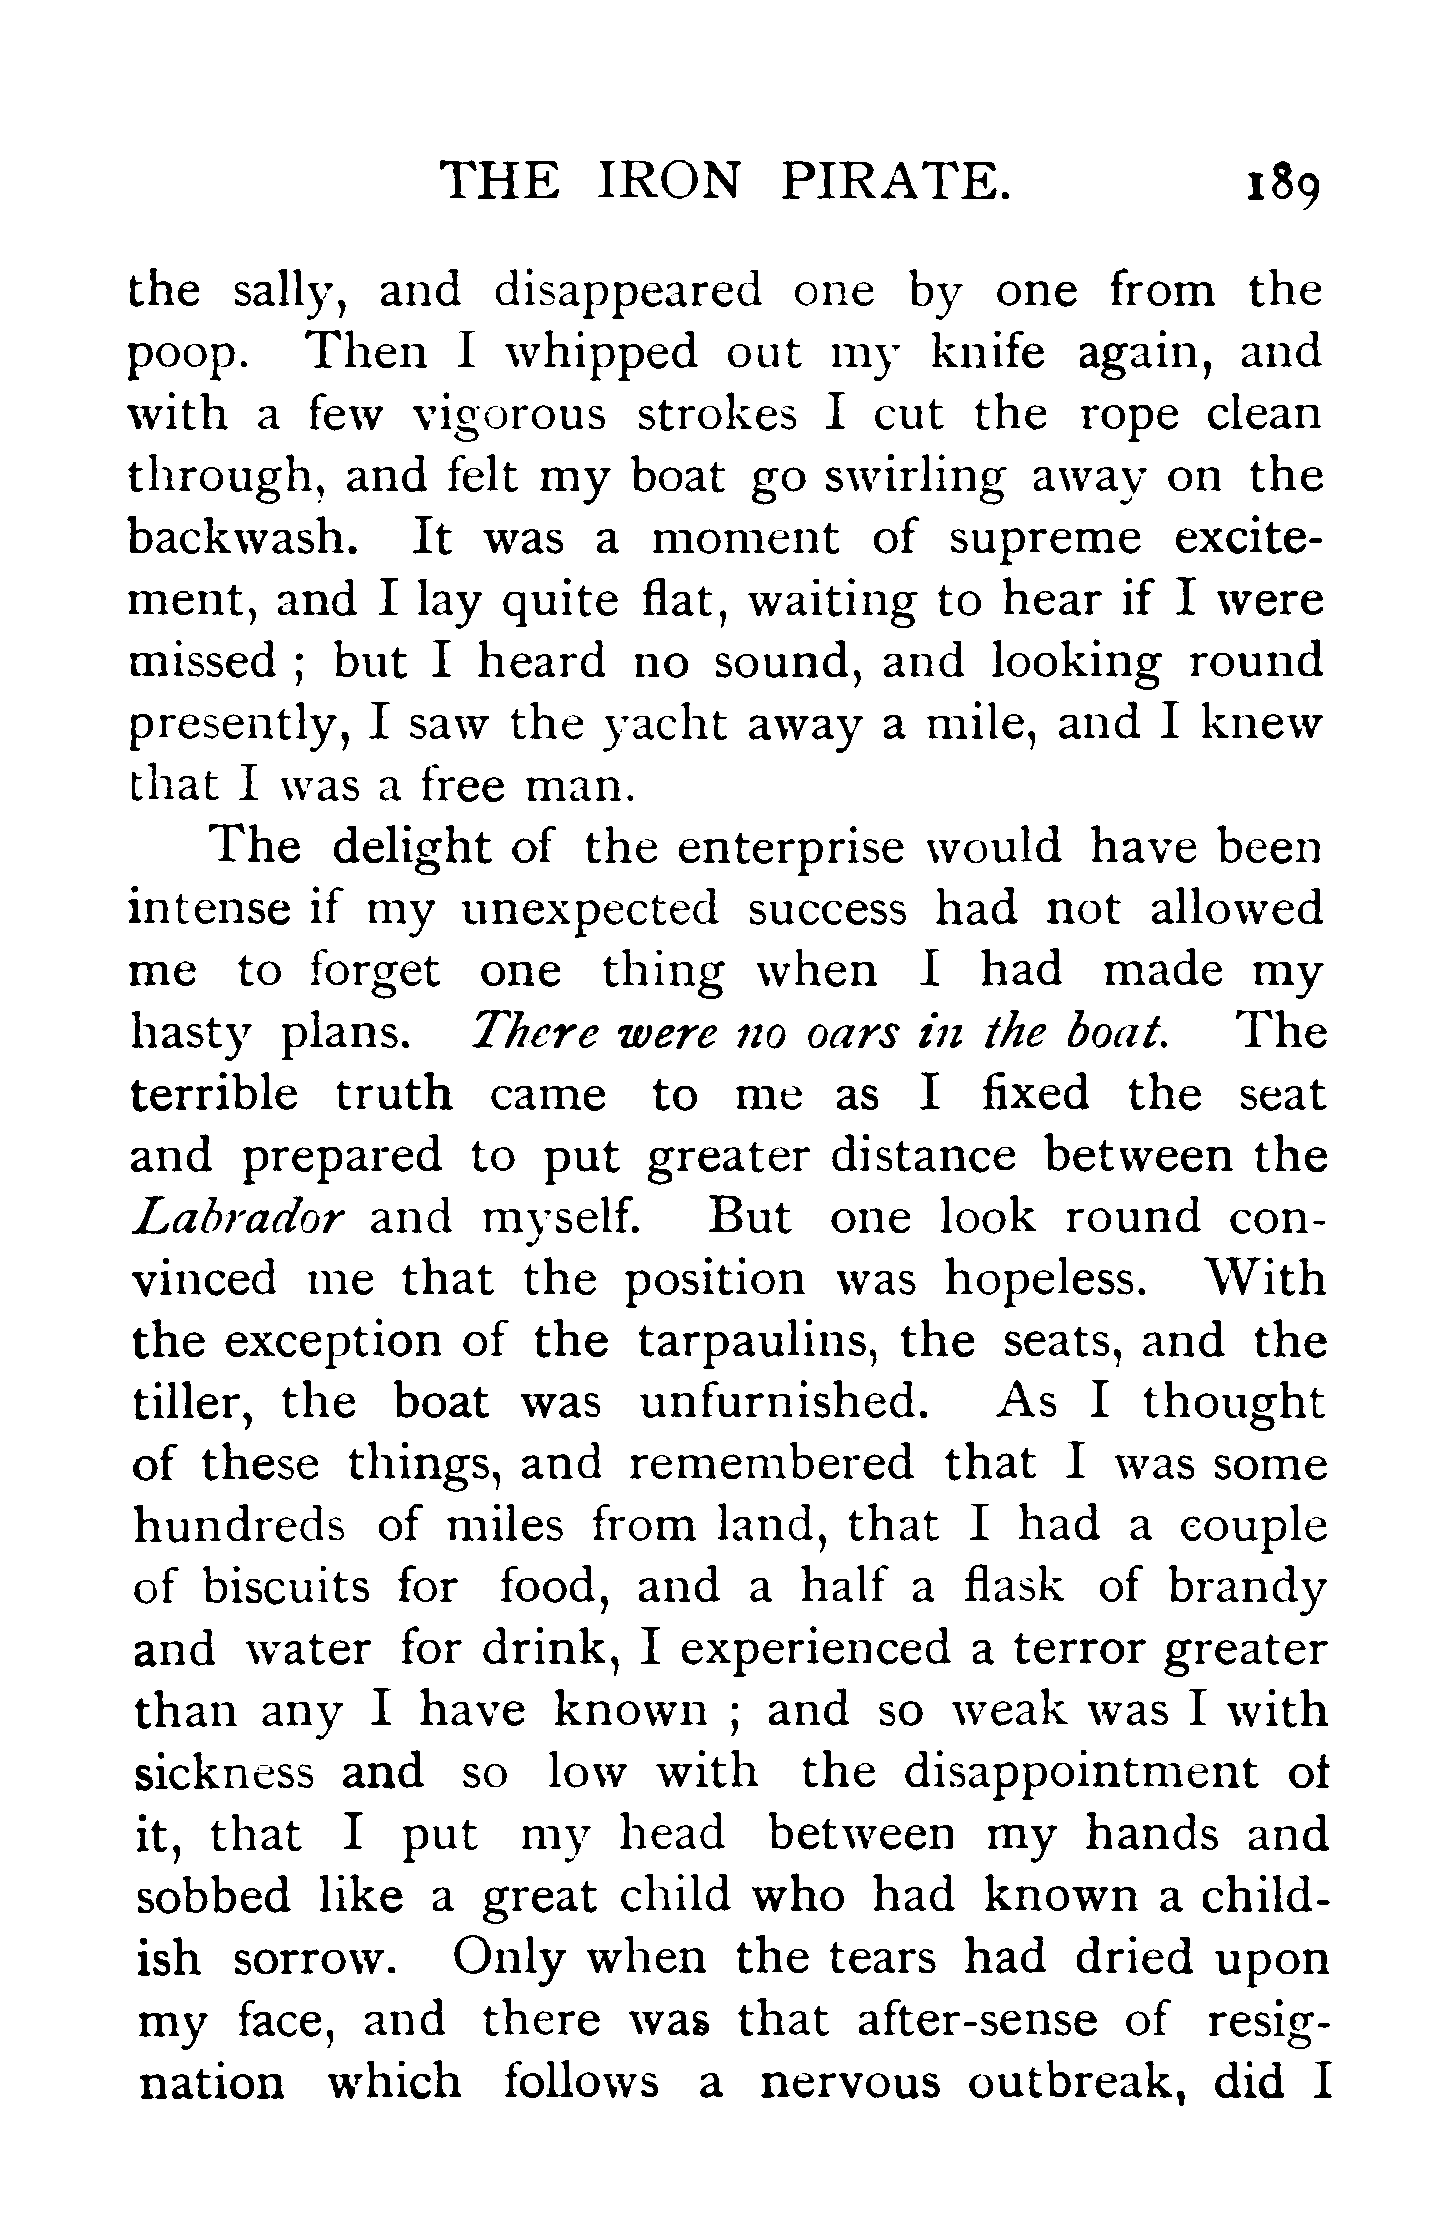 THE IRON PIRATE. 189
the sally, and disappeared one by one from the
poop. Then I whipped out my knife again, and
with a few vigorous strokes I cut the rope clean
through, and felt my boat go swirling away on the
backwash. It was a moment of supreme excite-
ment, and I lay quite flat, waiting to hear if I were
missed ; but I heard no sound, and looking round
presently, I saw the yacht away a mile, and I knew
that I was a free man.
The delight of the enterprise would have been
intense if my unexpected success had not allowed
me to forget one thing when I had made my
hasty plans. There were no oars in the boat. The
terrible truth came to me as I fixed the seat
and prepared to put greater distance between the
Labrador and myself. But one look round con-
vinced me that the position was hopeless. With
the exception of the tarpaulins, the seats, and the
tiller, the boat was unfurnished. As I thought
of these things, and remembered that I was some
hundreds of miles from land, that I had a couple
of biscuits for food, and a half a flask of brandy
and water for drink, I experienced a terror greater
than any I have known ; and so weak was I with
sickness and so low with the disappointment of
it, that I put my head between my hands and
sobbed like a great child who had known a child-
ish sorrow. Only when the tears had dried upon
my face, and there was that after-sense of resig-
nation which follows a nervous outbreak, did I